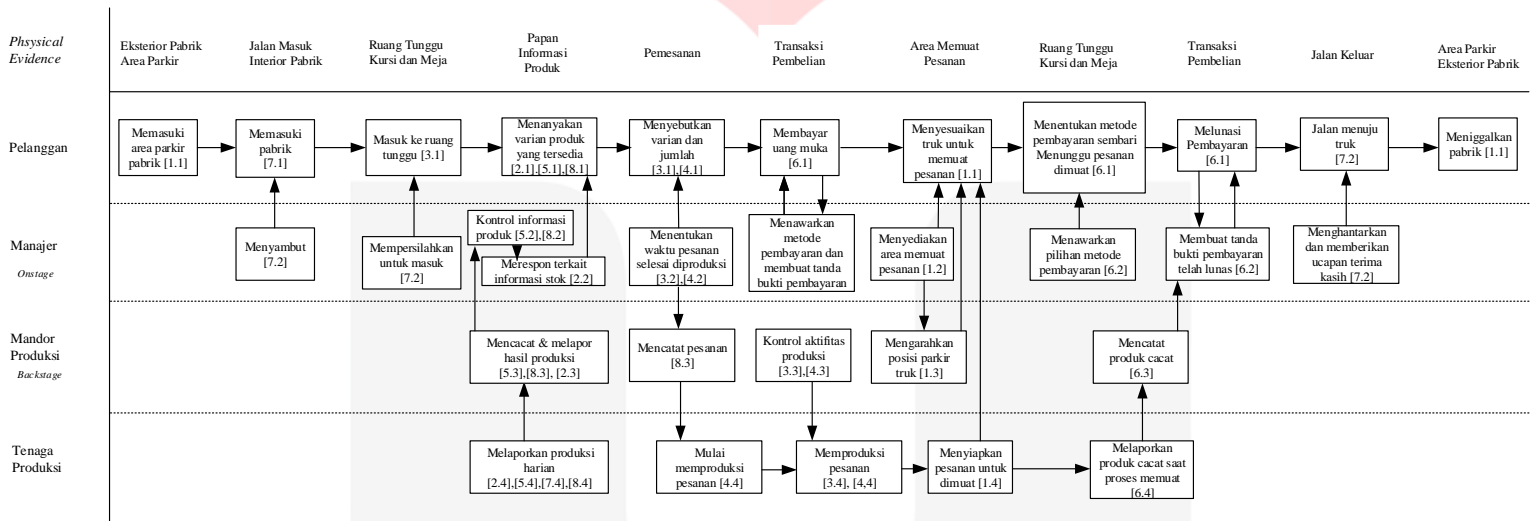 Phsysical
Evidence
Eksterior Pabrik
Area Parkir
Jalan Masuk
Interior Pabrik
Ruang Tunggu
Kursi dan Meja
Papan
Informasi
Produk
Pemesanan
Transaksi
Pembelian
Area Memuat
Pesanan
Ruang Tunggu
Kursi dan Meja
Transaksi
Pembelian
Jalan Keluar
Area Parkir
Eksterior Pabrik
Pelanggan
Memasuki
area parkir
pabrik [1.1]
Memasuki
pabrik
[7.1]
Masuk ke ruang
tunggu [3.1]
Menanyakan
varian produk
yang tersedia
[2.1],[5.1),[8.1]
Menyebutkan
varian dan
jumlah
[3.1],[4.1]
Membayar
uang muka
[6.1]
Menyesuaikan
truk untuk
memuat
pesanan [1.1]
Menentukan metode
pembayaran sembari
Menunggu pesanan
dimuat [6.1]
Melunasi
Pembayaran
[6.1]
Jalan menuju
truk
[7.2]
Meniggalkan
pabrik [1.1]
Manajer
Onstage
Menyambut
[7.2]
Mempersilahkan
untuk masuk
[7.2]
Kontrol informasi
produk [5.2],[8.2]
Merespon terkait
informasi stok [2.2]
Menentukan
waktu pesanan
selesai diproduksi
[3.2],[4.2]
Menawarkan
metode
pembayaran dan
membuat tanda
bukti pembayaran
Menyediakan
area memuat
pesanan [1.2]
Menawarkan
pilihan metode
pembayaran [6.2]
Membuat tanda
bukti pembayaran
telah lunas [6.2]
Menghantarkan
dan memberikan
ucapan terima
kasih [7.2]
Mandor
Produksi
Backstage
Mencacat & melapor
hasil produksi
[5.3],[8.3], [2.3]
Mencatat pesanan
[8.3]
Kontrol aktifitas
produksi
[3.3],[4.3]
Mengarahkan
posisi parkir
truk [1.3]
Mencatat
produk cacat
[6.3]
Tenaga
Produksi
Melaporkan produksi
harian
[2.4],[5.4],[7.4],[8.4]
Mulai
memproduksi
pesanan [4.4]
Memproduksi
pesanan
[3.4], [4,4]
Menyiapkan
pesanan untuk
dimuat [1.4]
Melaporkan
produk cacat saat
proses memuat
[6.4]